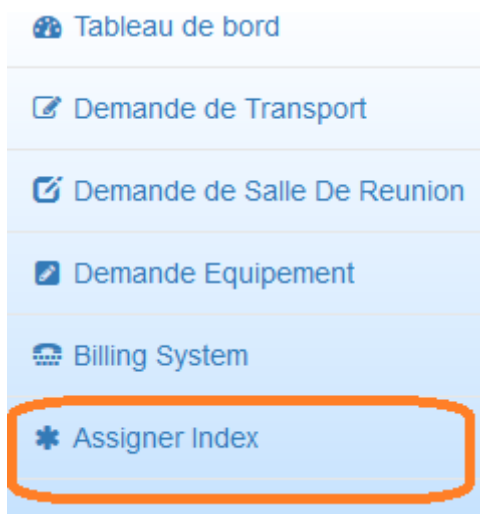 Tableau de bord
Demande de Transport
Demande de Salle De Reunion
Demande Equipement
Billing System
Assigner Index